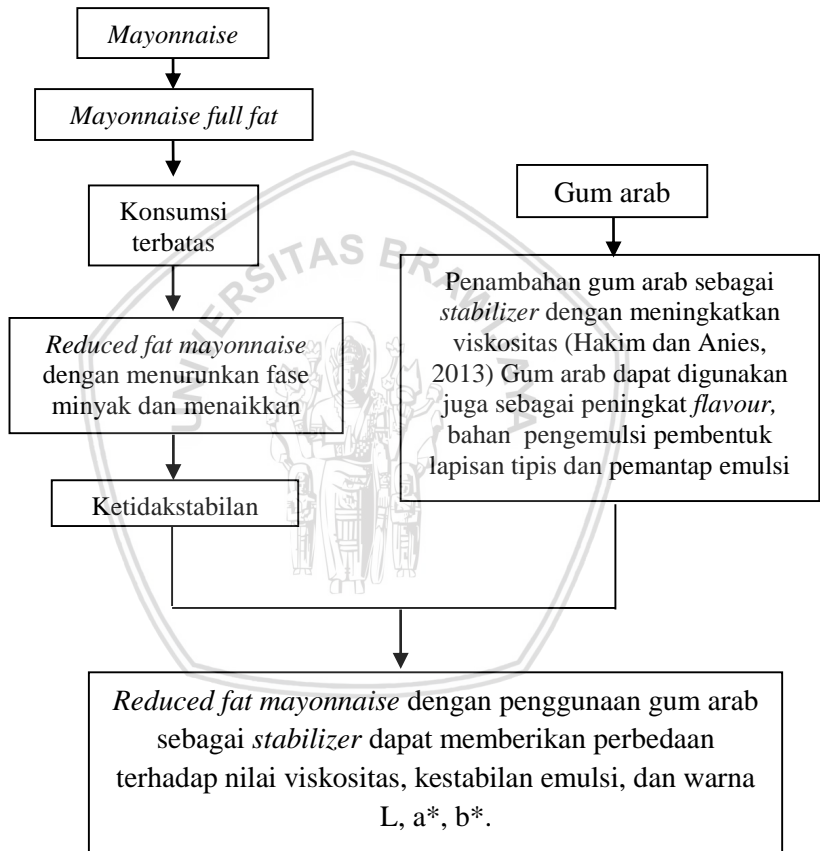 Mayonnaise
Mayonnaise full fat
Konsumsi
terbatas
Reduced fat mayonnaise
dengan menurunkan fase
minyak dan menaikkan
Ketidakstabilan
Gum arab
Penambahan gum arab sebagai
stabilizer dengan meningkatkan
viskositas (Hakim dan Anies,
2013) Gum arab dapat digunakan
juga sebagai peningkat flavour,
bahan pengemulsi pembentuk
lapisan tipis dan pemantap emulsi
Reduced fat mayonnaise dengan penggunaan gum arab
sebagai stabilizer dapat memberikan perbedaan
terhadap nilai viskositas, kestabilan emulsi, dan warna
L, a*, b*.
UNIVERSITAS BRAWIJAYA